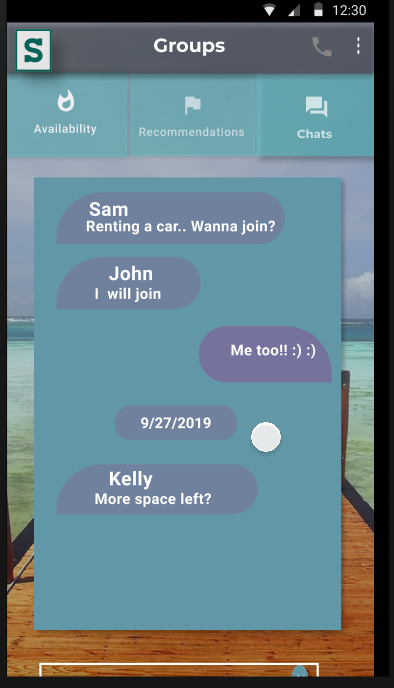 12:30
S
Groups
Availability
Recommendations
Chats
Sam
Renting a car.. Wanna join?
John
I will join
Me too!! :) :)
9/27/2019
Kelly
More space left?